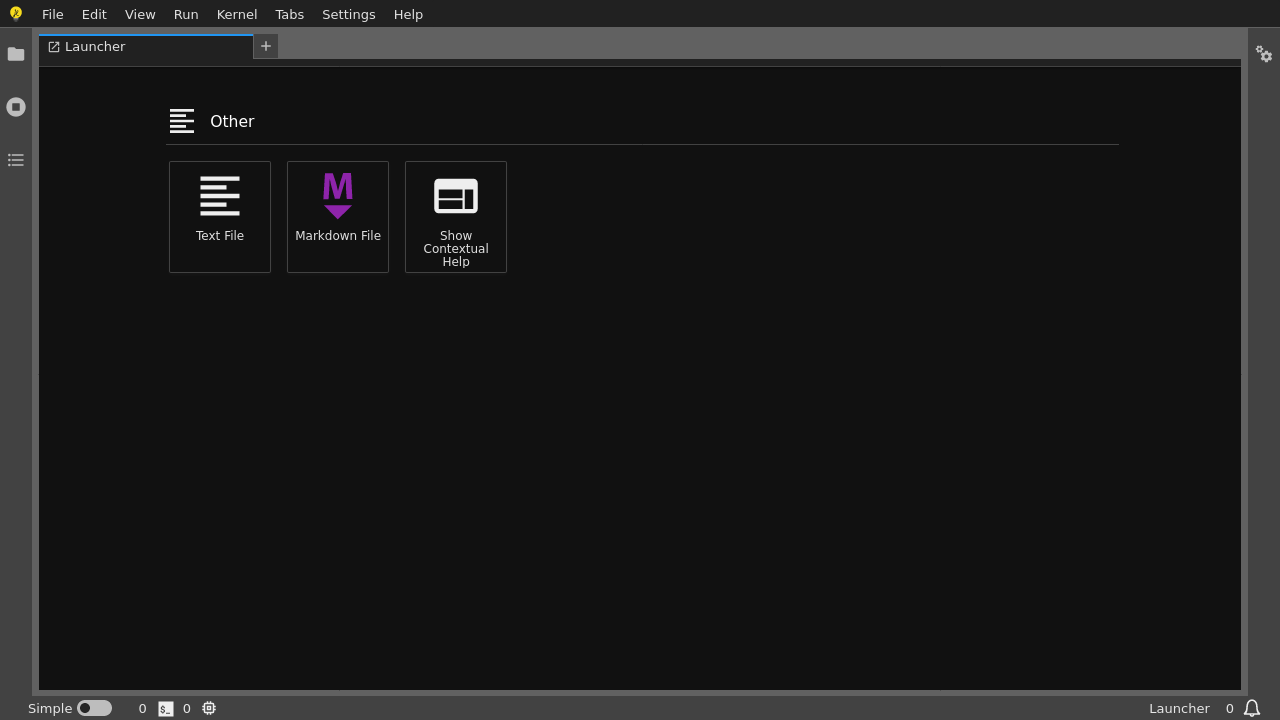 File Edit View Run Kernel Tabs Settings Help
Launcher
Other
Text File
Markdown File
Show
Contextual
Help
Simple 0 $_ 0 Launcher 0